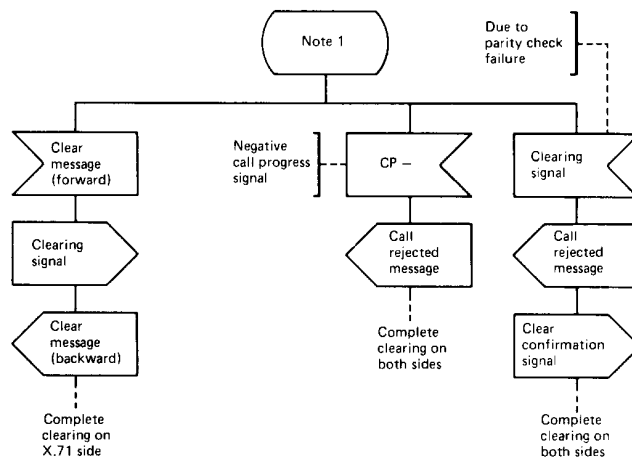 Note 1
Due to
parity check
failure
Clear
message
(forward)
Negative
call progress
signal
CP –
Clearing
signal
Clearing
signal
Call
rejected
message
Call
rejected
message
Clear
message
(backward)
Complete
clearing on
both sides
Clear
confirmation
signal
Complete
clearing on
X.71 side
Complete
clearing on
both sides